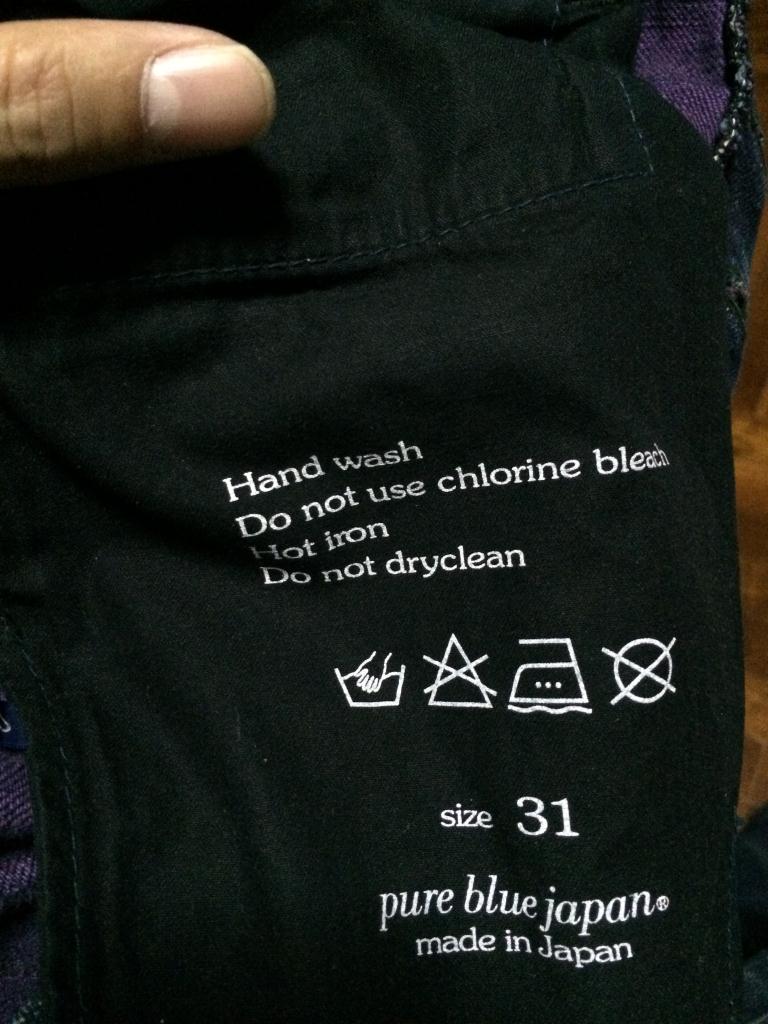 Hand wash
Do not use chlorine bleach
Hot iron
Do not dryclean
size 31
pure blue japan®
made in Japan